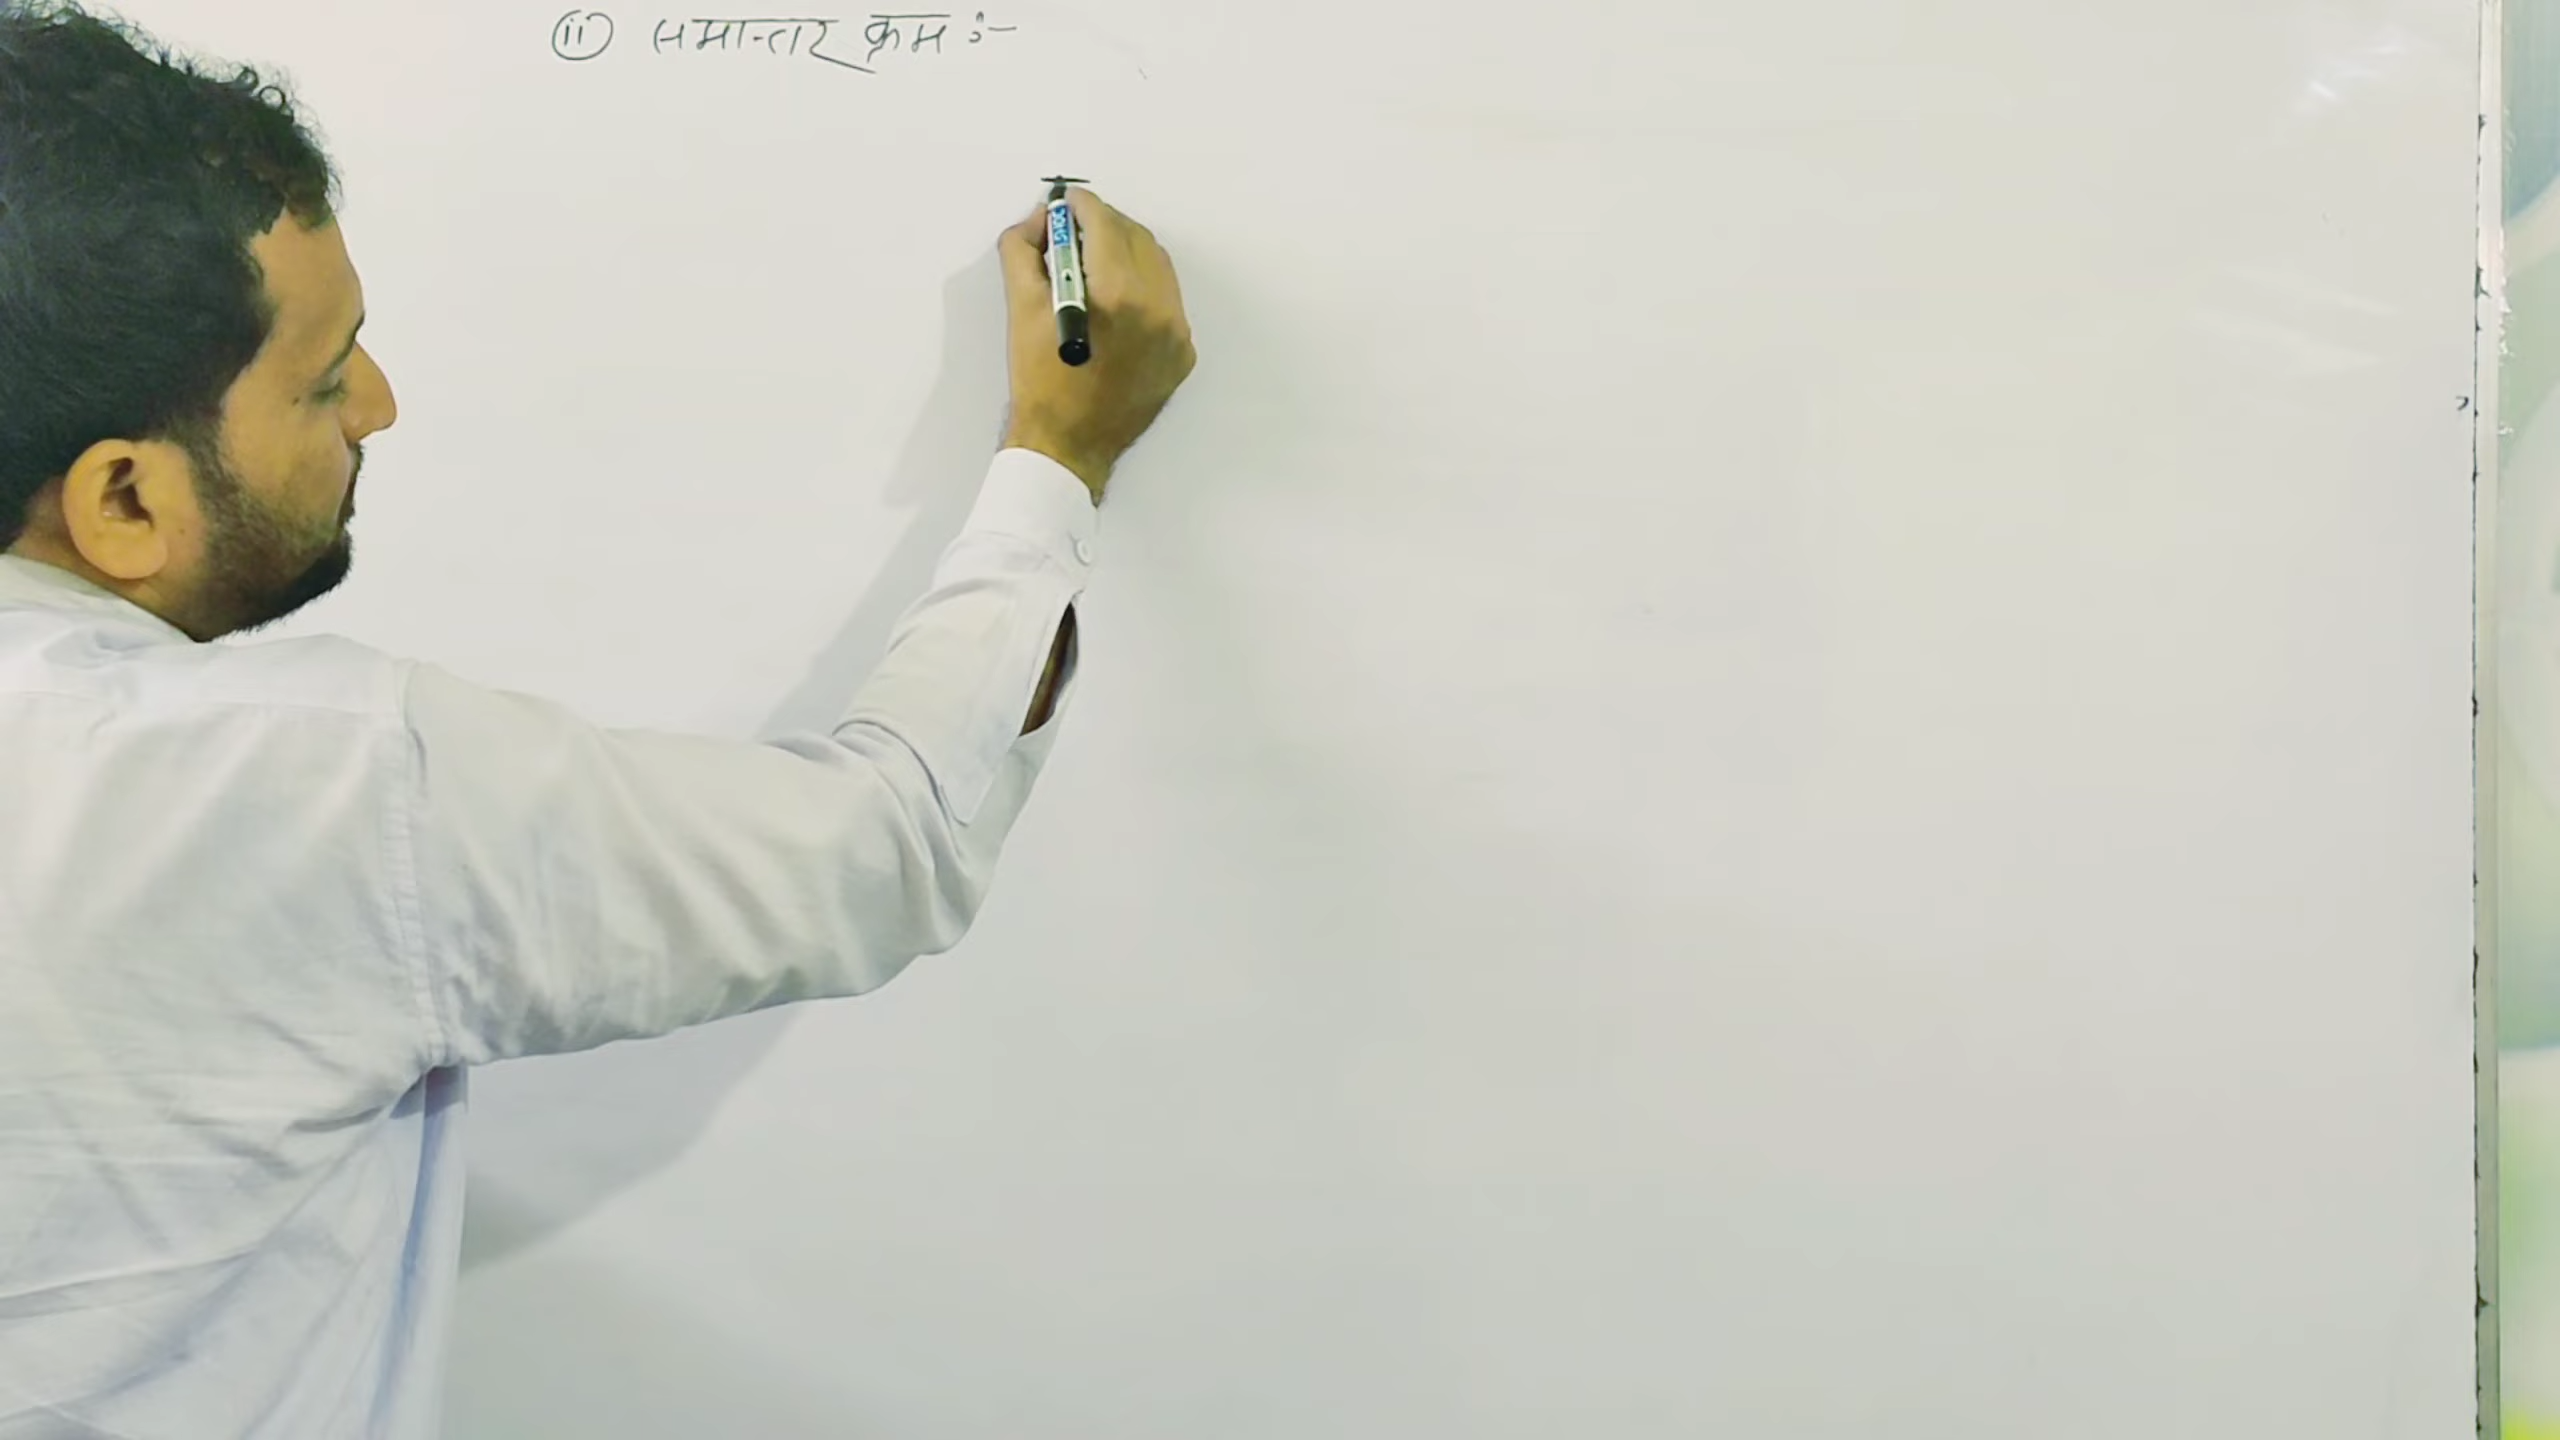 (ii) समान्तर क्रम :-